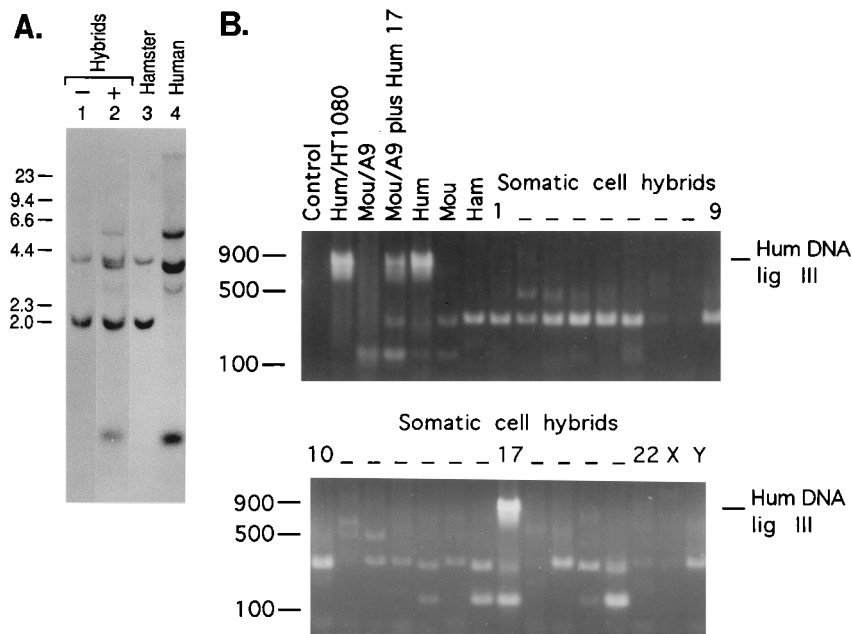 A.
Hybrids
Hamster
Human
– +
1 2 3 4
23
9.4
6.6
4.4
2.3
2.0
B.
Control
Hum/HT1080
Mou/A9
Mou/A9 plus Hum 17
Hum
Mou
Ham
Somatic cell hybrids
1 _ _ _ _ _ _ _ 9
900
500
100
Hum DNA
lig III
Somatic cell hybrids
10 _ _ _ _ _ _ 17 _ _ _ _ 22 X Y
900
500
100
Hum DNA
lig III